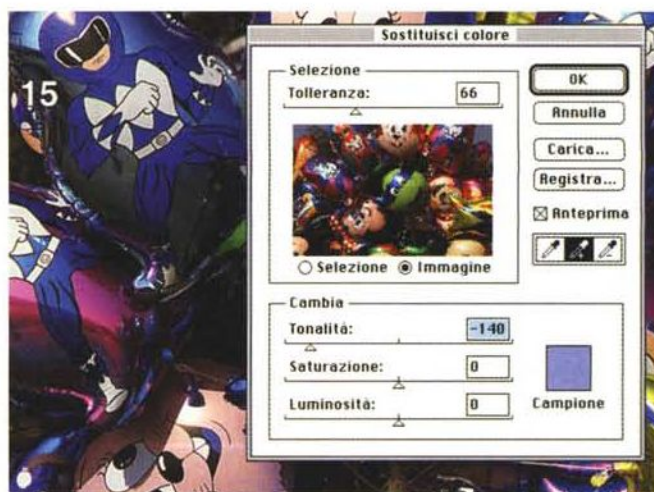 15
Sostituisci colore
Selezione
Tolleranza: 66
Selezione Immagine
OK
Annulla
Carica...
Registra...
Anteprima
Cambia
Tonalità: -140
Saturazione: 0
Luminosità: 0
Campione